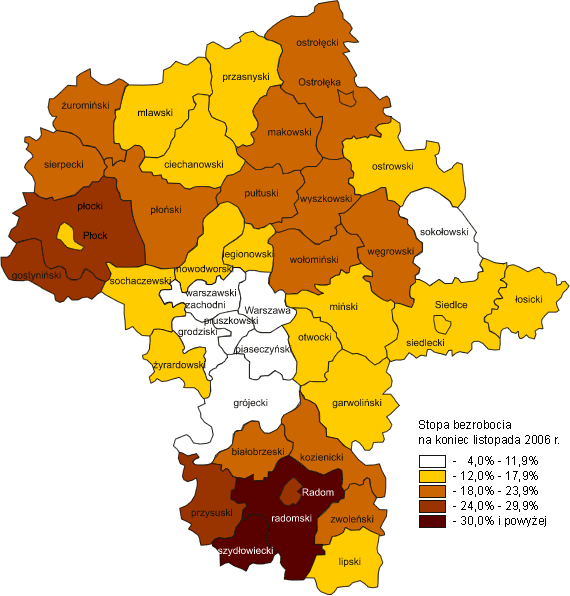 ostrołęcki
Ostrołęka
przasnyski
żuromiński
mlawski
makowski
ciechanowski
sierpecki
ostrowski
pułtuski
wyszkowski
płocki
płoński
Płock
sokołowski
węgrowski
legionowski
wołomiński
nowodworski
gostyniński
sochaczewski
warszawski
zachodni
Warszawa
miński
Siedlce
łosicki
pruszkowski
grodziski
otwocki
siedlecki
piaseczyński
żyrardowski
grójecki
garwoliński
białobrzeski
kozienicki
Radom
przysuski
radomski
zwoleński
szydłowiecki
lipski
Stopa bezrobocia
na koniec listopada 2006 r.
- 4,0% - 11,9%
- 12,0% - 17,9%
- 18,0% - 23,9%
- 24,0% - 29,9%
- 30,0% i powyżej